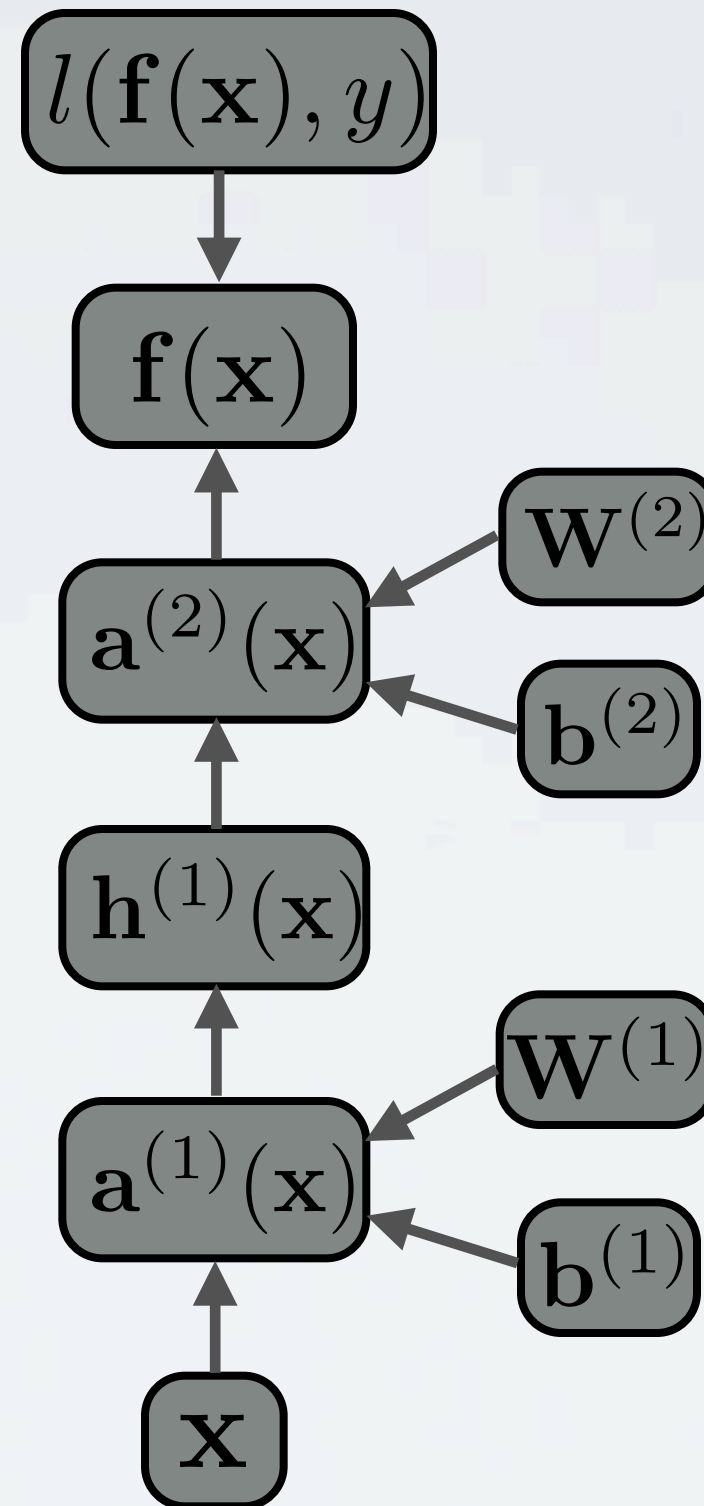 l(f(x), y)
f(x)
W^(2)
a^(2)(x)
b^(2)
h^(1)(x)
W^(1)
a^(1)(x)
b^(1)
x